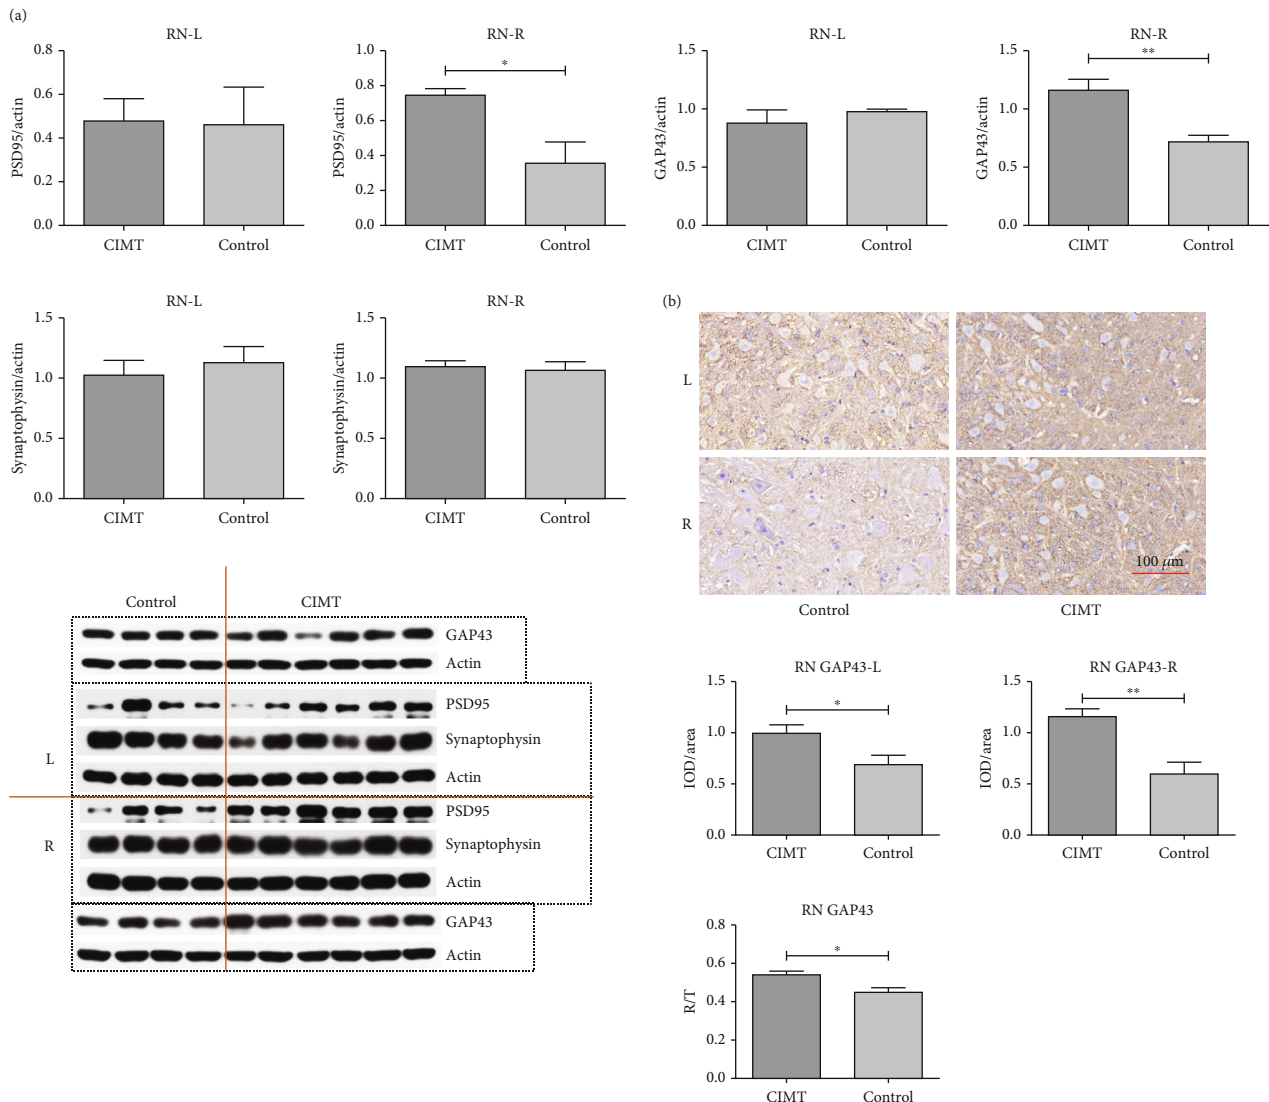 (a)
RN-L
PSD95/actin
0.8
0.6
0.4
0.2
0.0
CIMT
Control
RN-R
PSD95/actin
1.0
0.8
0.6
0.4
0.2
0.0
*
CIMT
Control
RN-L
GAP43/actin
1.5
1.0
0.5
0.0
CIMT
Control
RN-R
GAP43/actin
1.5
1.0
0.5
0.0
**
CIMT
Control
RN-L
Synaptophysin/actin
1.5
1.0
0.5
0.0
CIMT
Control
RN-R
Synaptophysin/actin
1.5
1.0
0.5
0.0
CIMT
Control
Control
CIMT
GAP43
Actin
PSD95
Synaptophysin
L
Actin
PSD95
R
Synaptophysin
Actin
GAP43
Actin
(b)
L
R
100 μm
Control
CIMT
RN GAP43-L
IOD/area
1.5
1.0
0.5
0.0
*
CIMT
Control
RN GAP43-R
IOD/area
1.5
1.0
0.5
0.0
**
CIMT
Control
RN GAP43
R/T
0.8
0.6
0.4
0.2
0.0
*
CIMT
Control